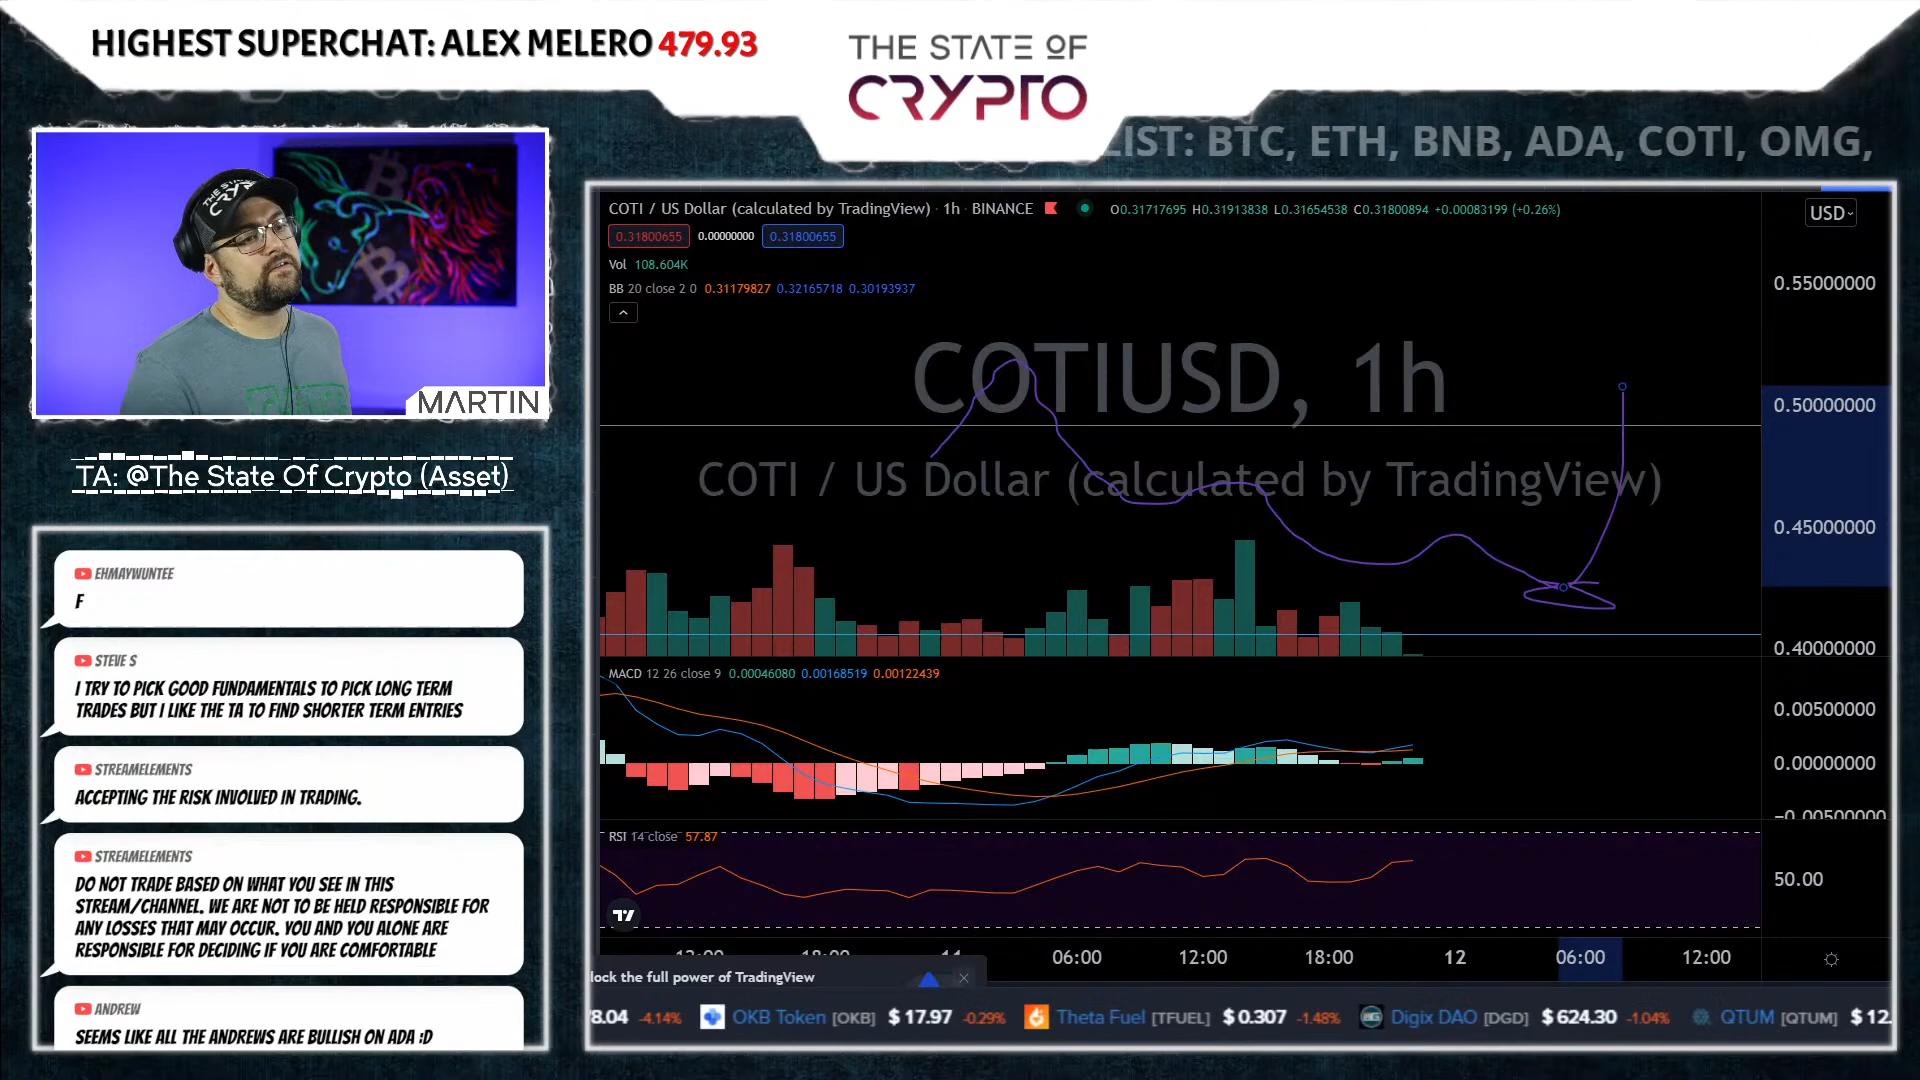 HIGHEST SUPERCHAT: ALEX MELERO 479.93
THE STATE OF
CRYPTO
LIST: BTC, ETH, BNB, ADA, COTI, OMG,
MARTIN
TA: @The State Of Crypto (Asset)
EHMAYWUNTEE
F
STEVE S
I TRY TO PICK GOOD FUNDAMENTALS TO PICK LONG TERM
TRADES BUT I LIKE THE TA TO FIND SHORTER TERM ENTRIES
STREAMELEMENTS
ACCEPTING THE RISK INVOLVED IN TRADING.
STREAMELEMENTS
DO NOT TRADE BASED ON WHAT YOU SEE IN THIS
STREAM/CHANNEL. WE ARE NOT TO BE HELD RESPONSIBLE FOR
ANY LOSSES THAT MAY OCCUR. YOU AND YOU ALONE ARE
RESPONSIBLE FOR DECIDING IF YOU ARE COMFORTABLE
ANDREW
SEEMS LIKE ALL THE ANDREWS ARE BULLISH ON ADA :D
COTI / US Dollar (calculated by TradingView) · 1h · BINANCE O0.31717695 H0.31913838 L0.31654538 C0.31800894 +0.00083199 (+0.26%)
USD
0.31800655 0.00000000 0.31800655
Vol 108.604K
BB 20 close 2 0 0.31179827 0.32165718 0.30193937
COTIUSD, 1h
COTI / US Dollar (calculated by TradingView)
0.55000000
0.50000000
0.45000000
0.40000000
MACD 12 26 close 9 0.00046080 0.00168519 0.00122439
0.00500000
0.00000000
-0.00500000
RSI 14 close 57.87
50.00
06:00 12:00 18:00 12 06:00 12:00
lock the full power of TradingView
8.04 -4.14% OKB Token [OKB] $ 17.97 -0.29% Theta Fuel [TFUEL] $ 0.307 -1.48% Digix DAO [DGD] $ 624.30 -1.04% QTUM [QTUM] $ 12.